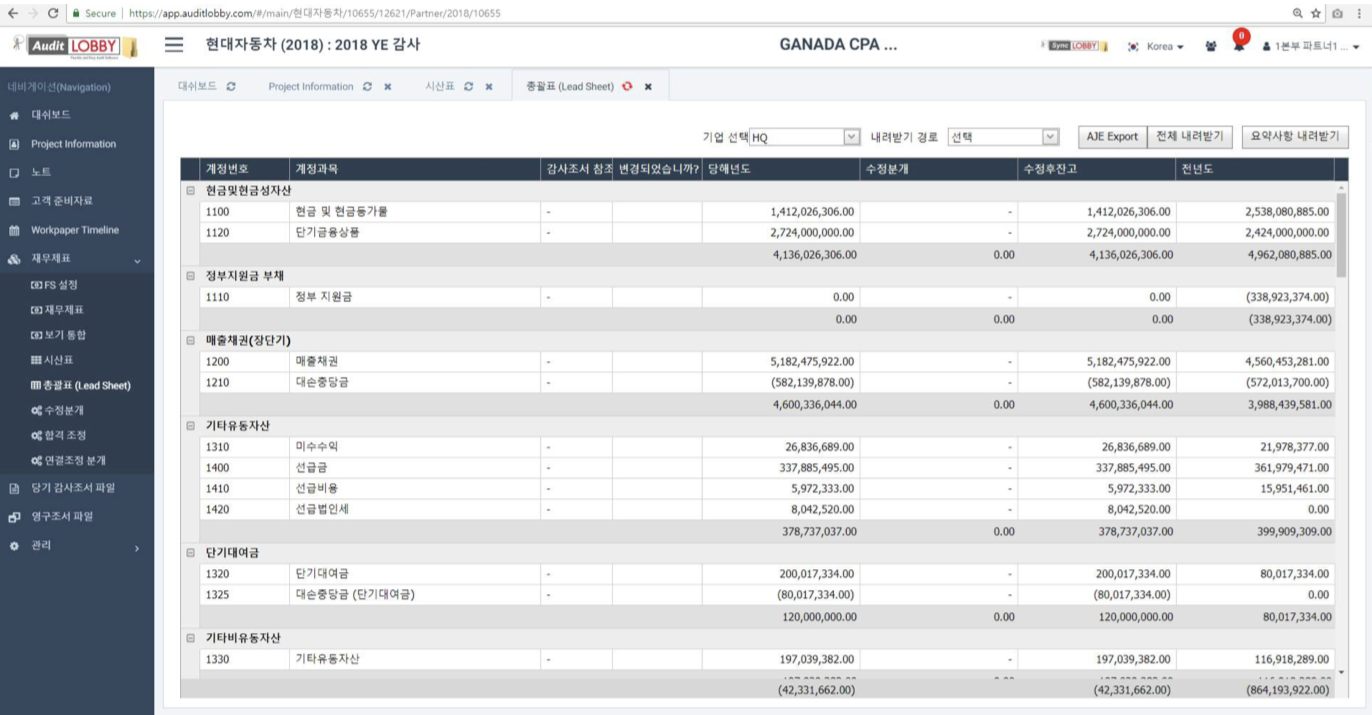 Secure | https://app.auditlobby.com/#/main/현대자동차/10655/12621/Partner/2018/10655
Audit LOBBY
현대자동차 (2018) : 2018 YE 감사
GANADA CPA ...
Sync LOBBY
Korea
0
1본부 파트너1 ...
네비게이션(Navigation)
대쉬보드
Project Information
시산표
총괄표 (Lead Sheet)
대쉬보드
Project Information
노트
고객 준비자료
Workpaper Timeline
재무제표
FS 설정
재무제표
보기 통합
시산표
총괄표 (Lead Sheet)
수정분개
합격 조정
연결조정 분개
당기 감사조서 파일
영구조서 파일
관리
기업 선택 HQ 내려받기 경로 선택 AJE Export 전체 내려받기 요약사항 내려받기
계정번호 계정과목 감사조서 참조 변경되었습니까? 당해년도 수정분개 수정후잔고 전년도
현금및현금성자산
1100 현금 및 현금등가물 - 1,412,026,306.00 - 1,412,026,306.00 2,538,080,885.00
1120 단기금융상품 - 2,724,000,000.00 - 2,724,000,000.00 2,424,000,000.00
4,136,026,306.00 0.00 4,136,026,306.00 4,962,080,885.00
정부지원금 부채
1110 정부 지원금 - 0.00 - 0.00 (338,923,374.00)
0.00 0.00 0.00 (338,923,374.00)
매출채권(장단기)
1200 매출채권 - 5,182,475,922.00 - 5,182,475,922.00 4,560,453,281.00
1210 대손충당금 - (582,139,878.00) - (582,139,878.00) (572,013,700.00)
4,600,336,044.00 0.00 4,600,336,044.00 3,988,439,581.00
기타유동자산
1310 미수수익 - 26,836,689.00 - 26,836,689.00 21,978,377.00
1400 선급금 - 337,885,495.00 - 337,885,495.00 361,979,471.00
1410 선급비용 - 5,972,333.00 - 5,972,333.00 15,951,461.00
1420 선급법인세 - 8,042,520.00 - 8,042,520.00 0.00
378,737,037.00 0.00 378,737,037.00 399,909,309.00
단기대여금
1320 단기대여금 - 200,017,334.00 - 200,017,334.00 80,017,334.00
1325 대손충당금 (단기대여금) - (80,017,334.00) - (80,017,334.00) 0.00
120,000,000.00 0.00 120,000,000.00 80,017,334.00
기타비유동자산
1330 기타유동자산 - 197,039,382.00 - 197,039,382.00 116,918,289.00
(42,331,662.00) (42,331,662.00) (864,193,922.00)